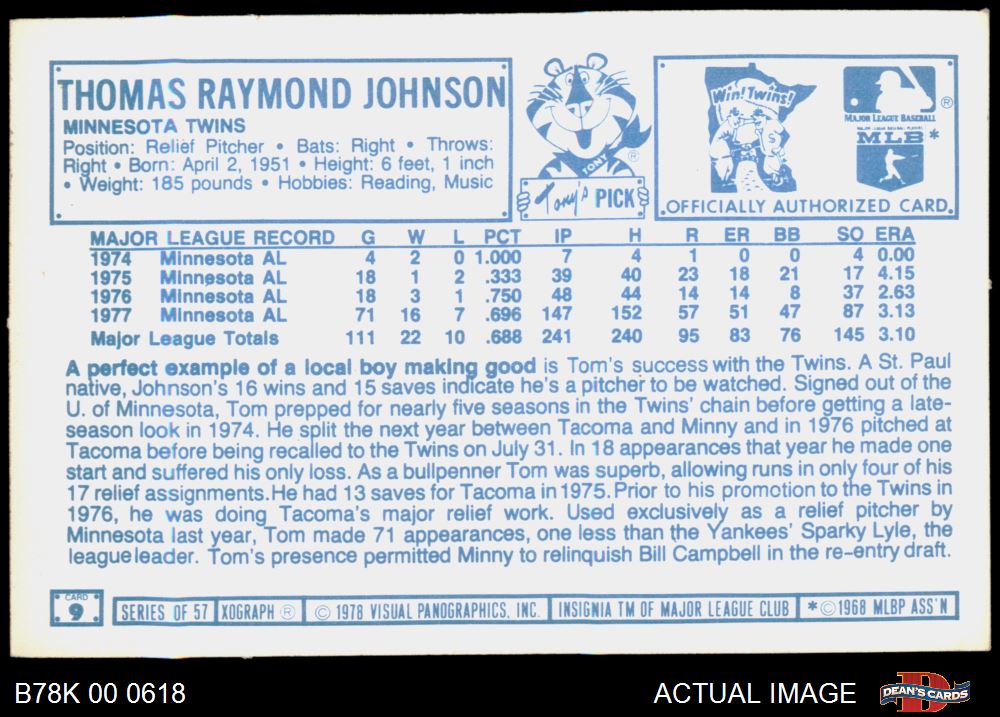 THOMAS RAYMOND JOHNSON
MINNESOTA TWINS
Position: Relief Pitcher • Bats: Right • Throws:
Right • Born: April 2, 1951 • Height: 6 feet, 1 inch
• Weight: 185 pounds • Hobbies: Reading, Music
TONY
®
Tony's PICK
Win! Twins!
®
MAJOR LEAGUE BASEBALL
MAJOR LEAGUE BASEBALL PLAYERS
MLB *
OFFICIALLY AUTHORIZED CARD.
MAJOR LEAGUE RECORD G W L PCT IP H R ER BB SO ERA
1974 Minnesota AL 4 2 0 1.000 7 4 1 0 0 4 0.00
1975 Minnesota AL 18 1 2 .333 39 40 23 18 21 17 4.15
1976 Minnesota AL 18 3 1 .750 48 44 14 14 8 37 2.63
1977 Minnesota AL 71 16 7 .696 147 152 57 51 47 87 3.13
Major League Totals 111 22 10 .688 241 240 95 83 76 145 3.10
A perfect example of a local boy making good is Tom's success with the Twins. A St. Paul
native, Johnson's 16 wins and 15 saves indicate he's a pitcher to be watched. Signed out of the
U. of Minnesota, Tom prepped for nearly five seasons in the Twins' chain before getting a late-
season look in 1974. He split the next year between Tacoma and Minny and in 1976 pitched at
Tacoma before being recalled to the Twins on July 31. In 18 appearances that year he made one
start and suffered his only loss. As a bullpenner Tom was superb, allowing runs in only four of his
17 relief assignments. He had 13 saves for Tacoma in 1975. Prior to his promotion to the Twins in
1976, he was doing Tacoma's major relief work. Used exclusively as a relief pitcher by
Minnesota last year, Tom made 71 appearances, one less than the Yankees' Sparky Lyle, the
league leader. Tom's presence permitted Minny to relinquish Bill Campbell in the re-entry draft.
CARD
9
SERIES OF 57 XOGRAPH ® © 1978 VISUAL PANOGRAPHICS, INC. INSIGNIA TM OF MAJOR LEAGUE CLUB * © 1968 MLBP ASS'N
B78K 00 0618 ACTUAL IMAGE DEAN'S CARDS